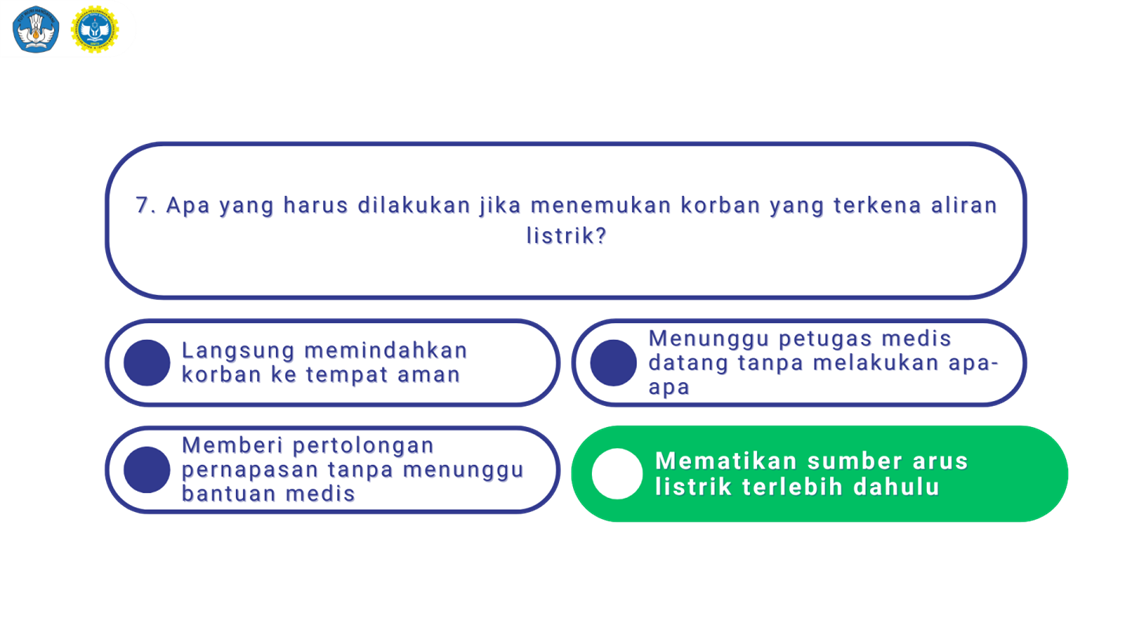 7. Apa yang harus dilakukan jika menemukan korban yang terkena aliran
listrik?
Langsung memindahkan
korban ke tempat aman
Menunggu petugas medis
datang tanpa melakukan apa-
apa
Memberi pertolongan
pernapasan tanpa menunggu
bantuan medis
Mematikan sumber arus
listrik terlebih dahulu